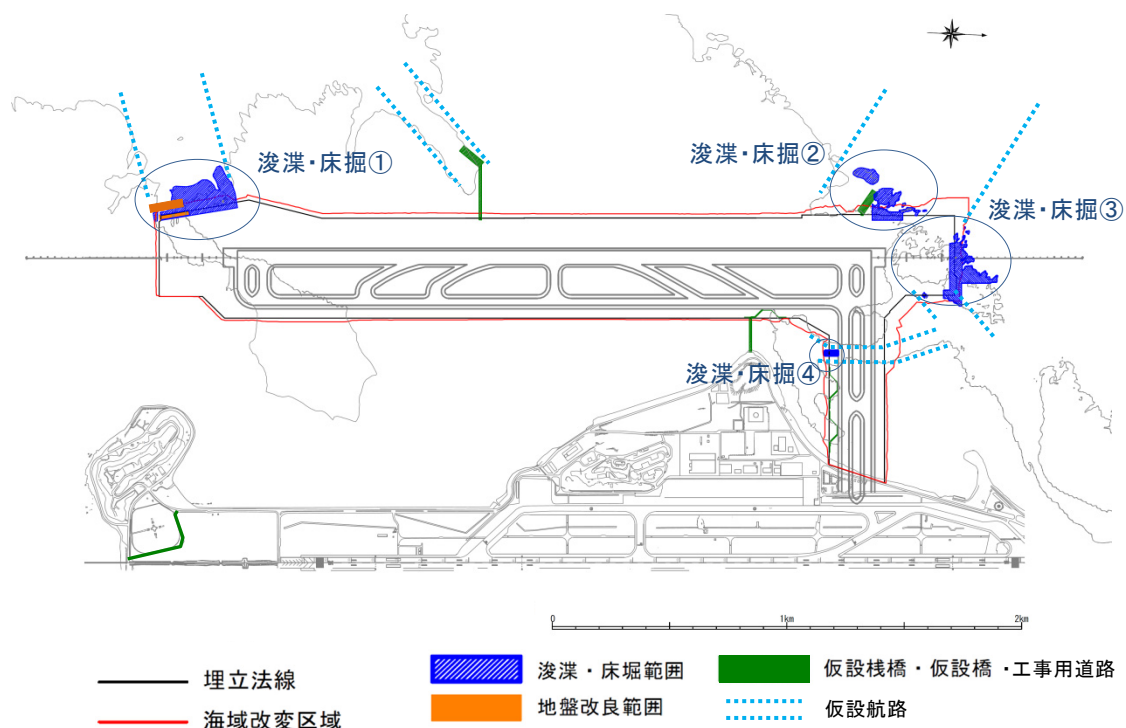 浚渫・床掘①
浚渫・床掘②
浚渫・床掘③
浚渫・床掘④
0 1km 2km
埋立法線
浚渫・床堀範囲
仮設桟橋・仮設橋・工事用道路
海域改変区域
地盤改良範囲
仮設航路